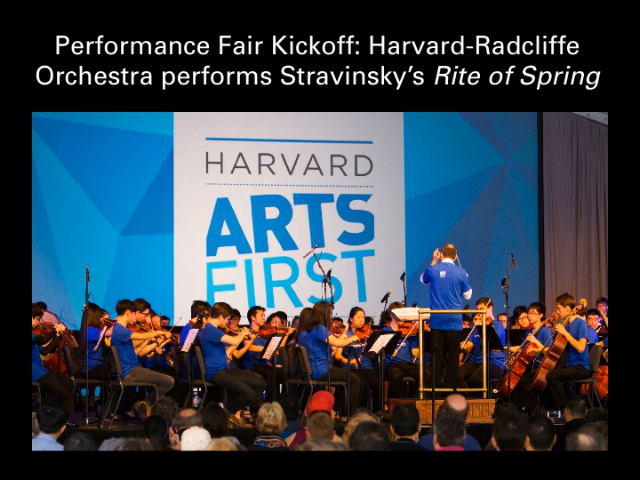 Performance Fair Kickoff: Harvard-Radcliffe
Orchestra performs Stravinsky’s Rite of Spring
HARVARD
ARTS
FIRST